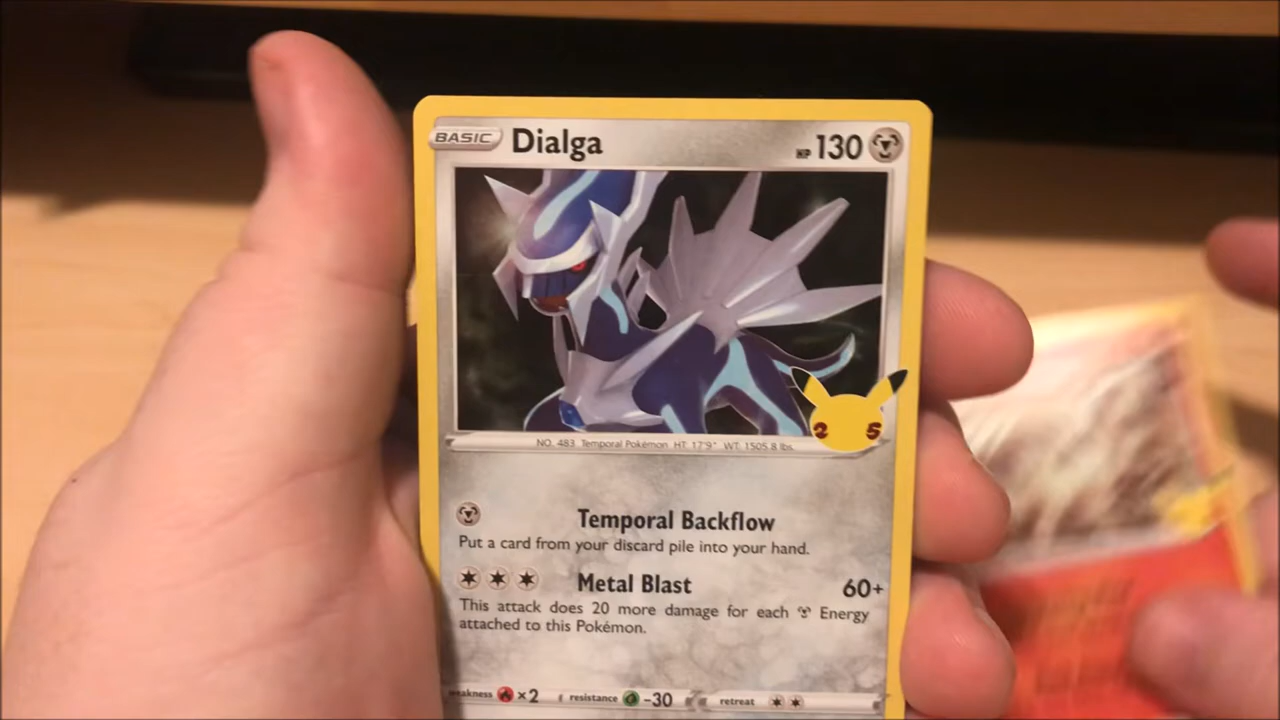 BASIC Dialga HP 130
NO. 483 Temporal Pokémon HT: 17'9" WT: 1505.8 lbs.
2 5
Temporal Backflow
Put a card from your discard pile into your hand.
Metal Blast 60+
This attack does 20 more damage for each Energy
attached to this Pokémon.
weakness ×2 resistance -30 retreat